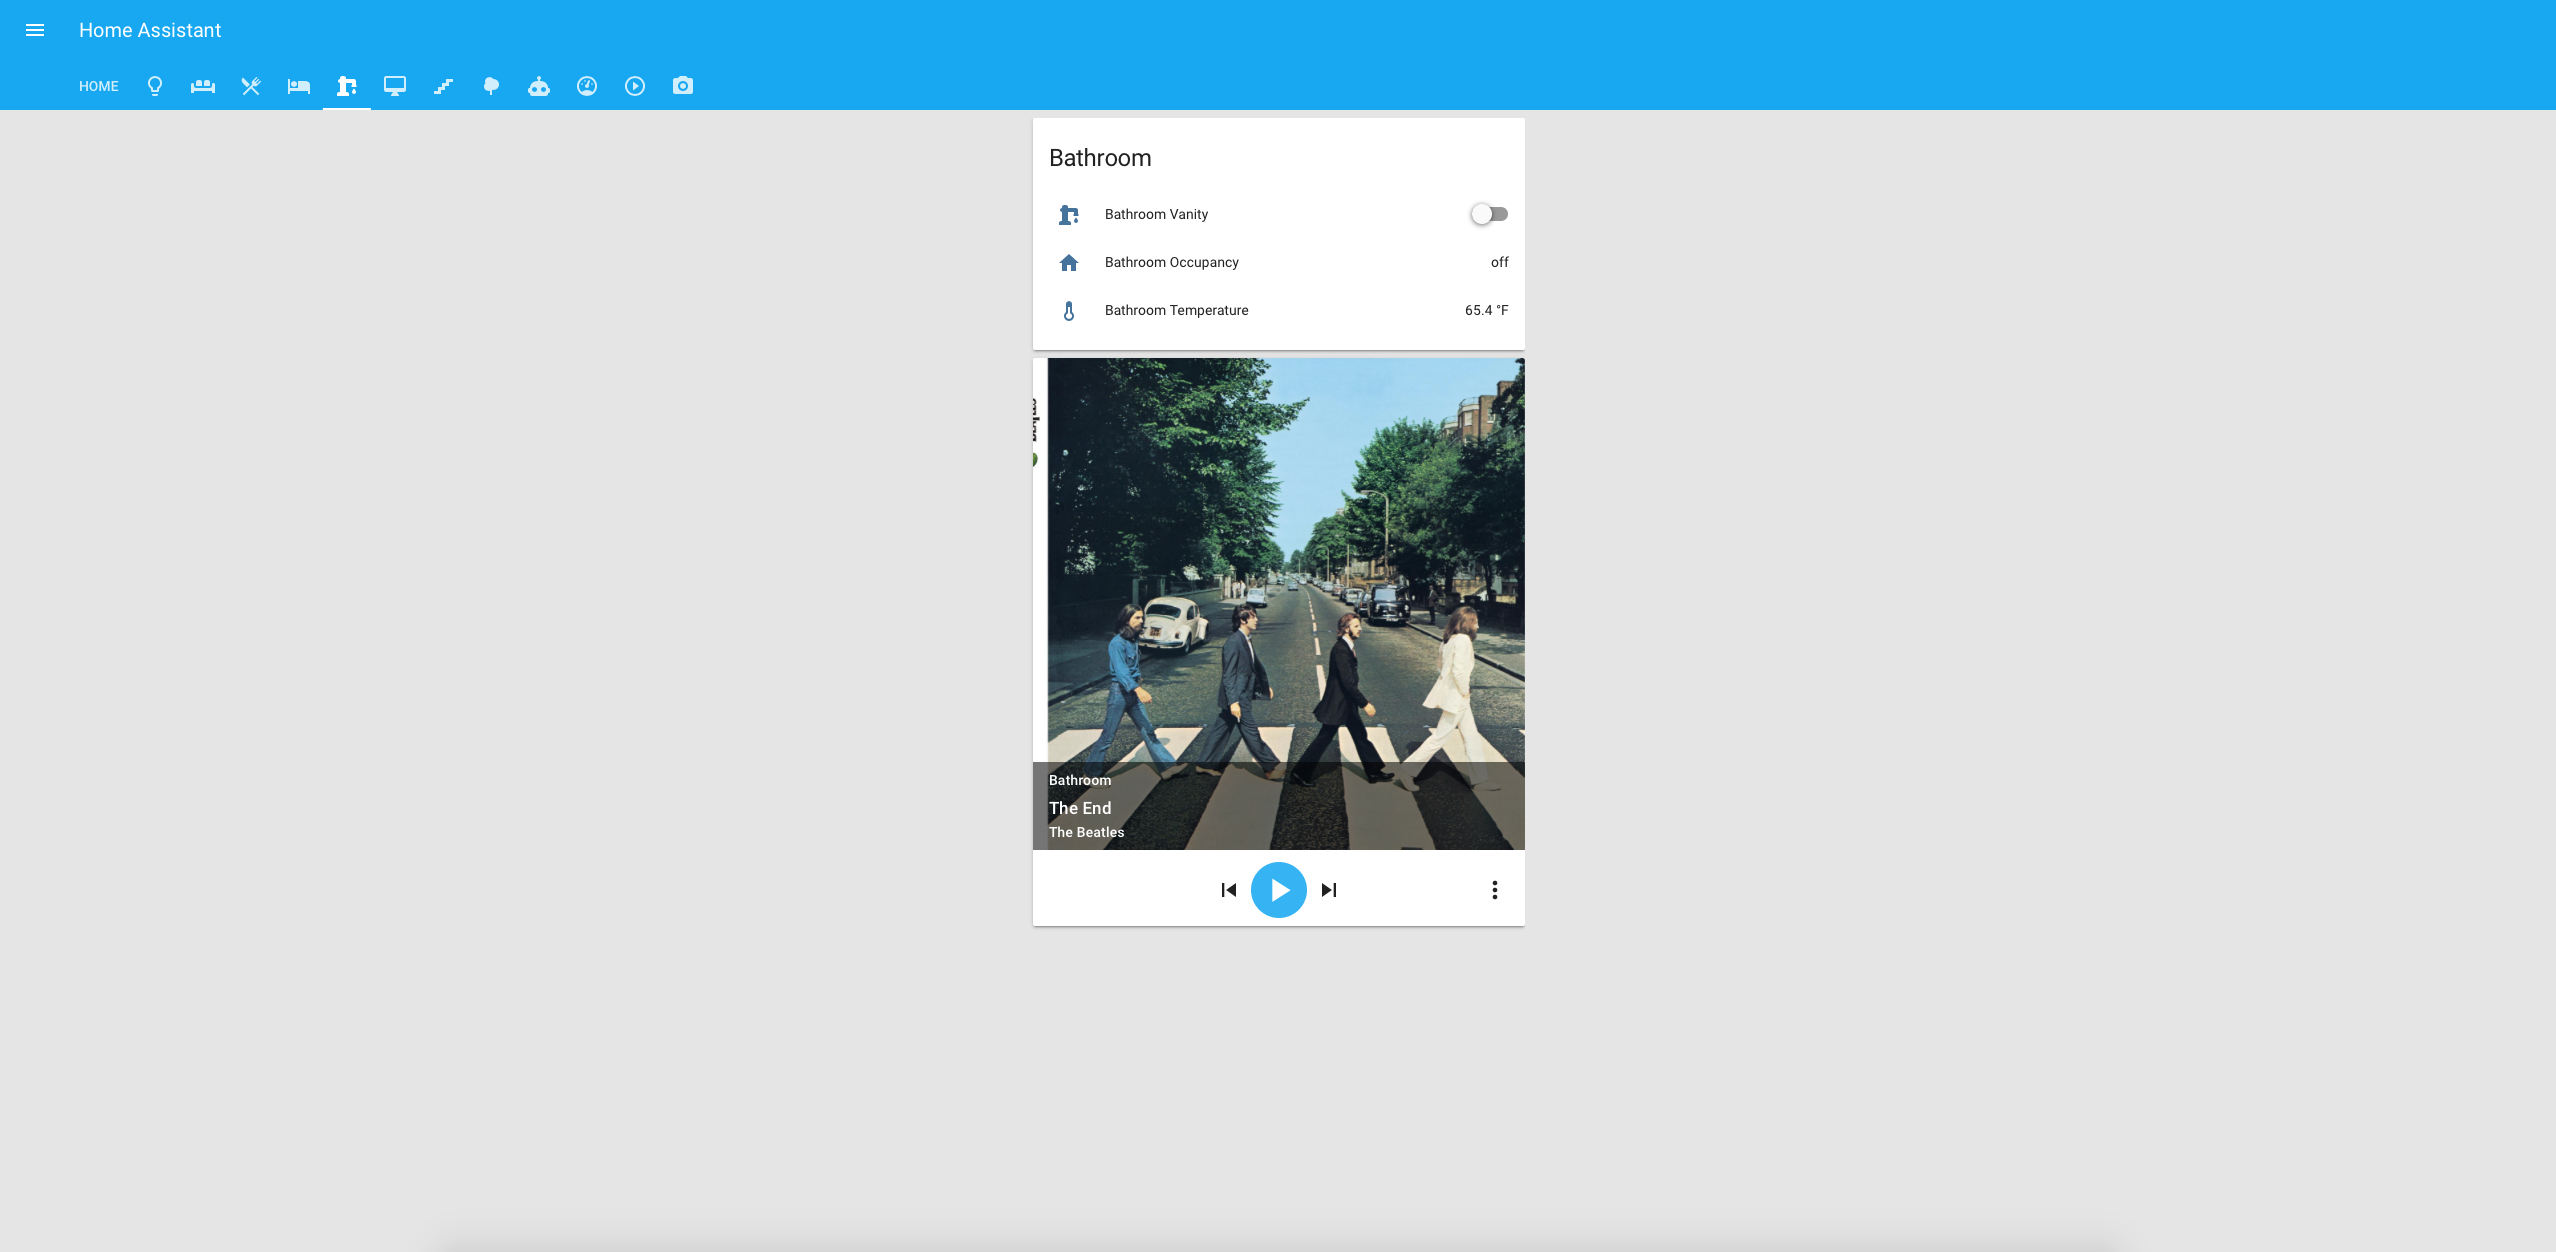 Home Assistant
HOME
Bathroom
Bathroom Vanity
Bathroom Occupancy off
Bathroom Temperature 65.4 °F
Bathroom
The End
The Beatles